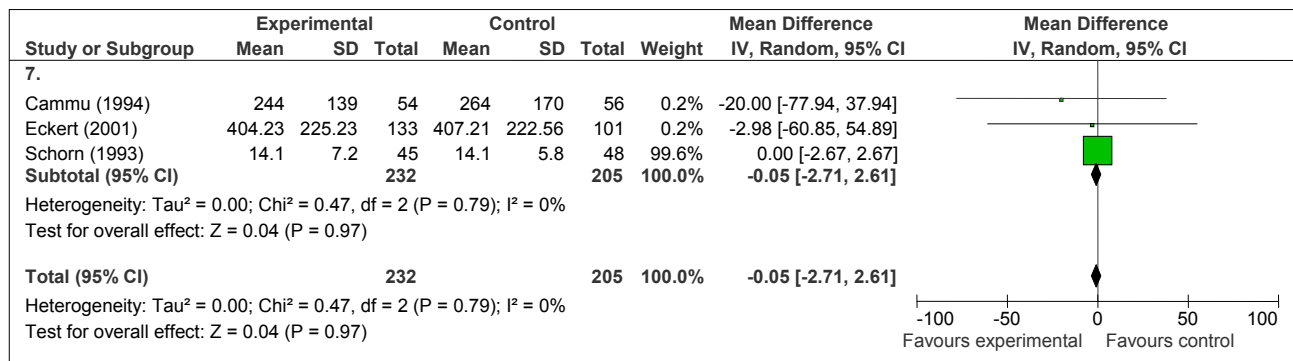 Experimental Control Mean Difference Mean Difference
Study or Subgroup Mean SD Total Mean SD Total Weight IV, Random, 95% CI IV, Random, 95% CI
7.
Cammu (1994) 244 139 54 264 170 56 0.2% -20.00 [-77.94, 37.94]
Eckert (2001) 404.23 225.23 133 407.21 222.56 101 0.2% -2.98 [-60.85, 54.89]
Schorn (1993) 14.1 7.2 45 14.1 5.8 48 99.6% 0.00 [-2.67, 2.67]
Subtotal (95% CI) 232 205 100.0% -0.05 [-2.71, 2.61]
Heterogeneity: Tau² = 0.00; Chi² = 0.47, df = 2 (P = 0.79); I² = 0%
Test for overall effect: Z = 0.04 (P = 0.97)
Total (95% CI) 232 205 100.0% -0.05 [-2.71, 2.61]
Heterogeneity: Tau² = 0.00; Chi² = 0.47, df = 2 (P = 0.79); I² = 0%
Test for overall effect: Z = 0.04 (P = 0.97)
-100 -50 0 50 100
Favours experimental Favours control